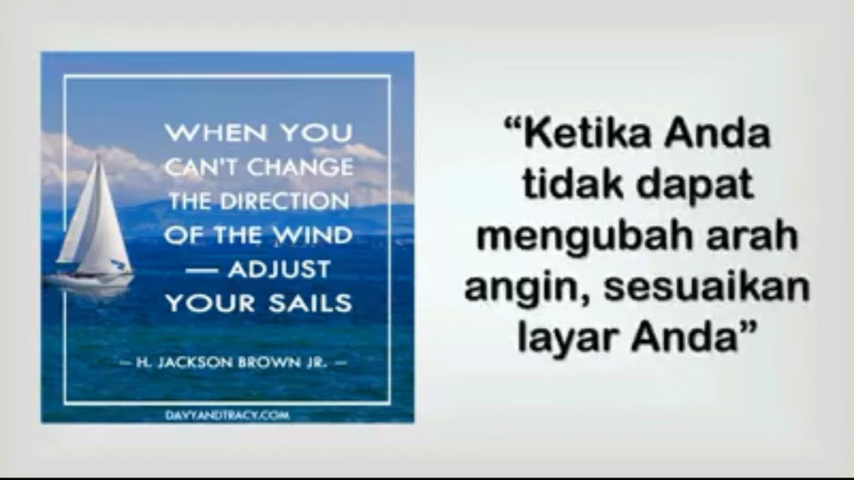 WHEN YOU
CAN'T CHANGE
THE DIRECTION
OF THE WIND
— ADJUST
YOUR SAILS
– H. JACKSON BROWN JR. –
DAVYANDTRACY.COM
“Ketika Anda
tidak dapat
mengubah arah
angin, sesuaikan
layar Anda”